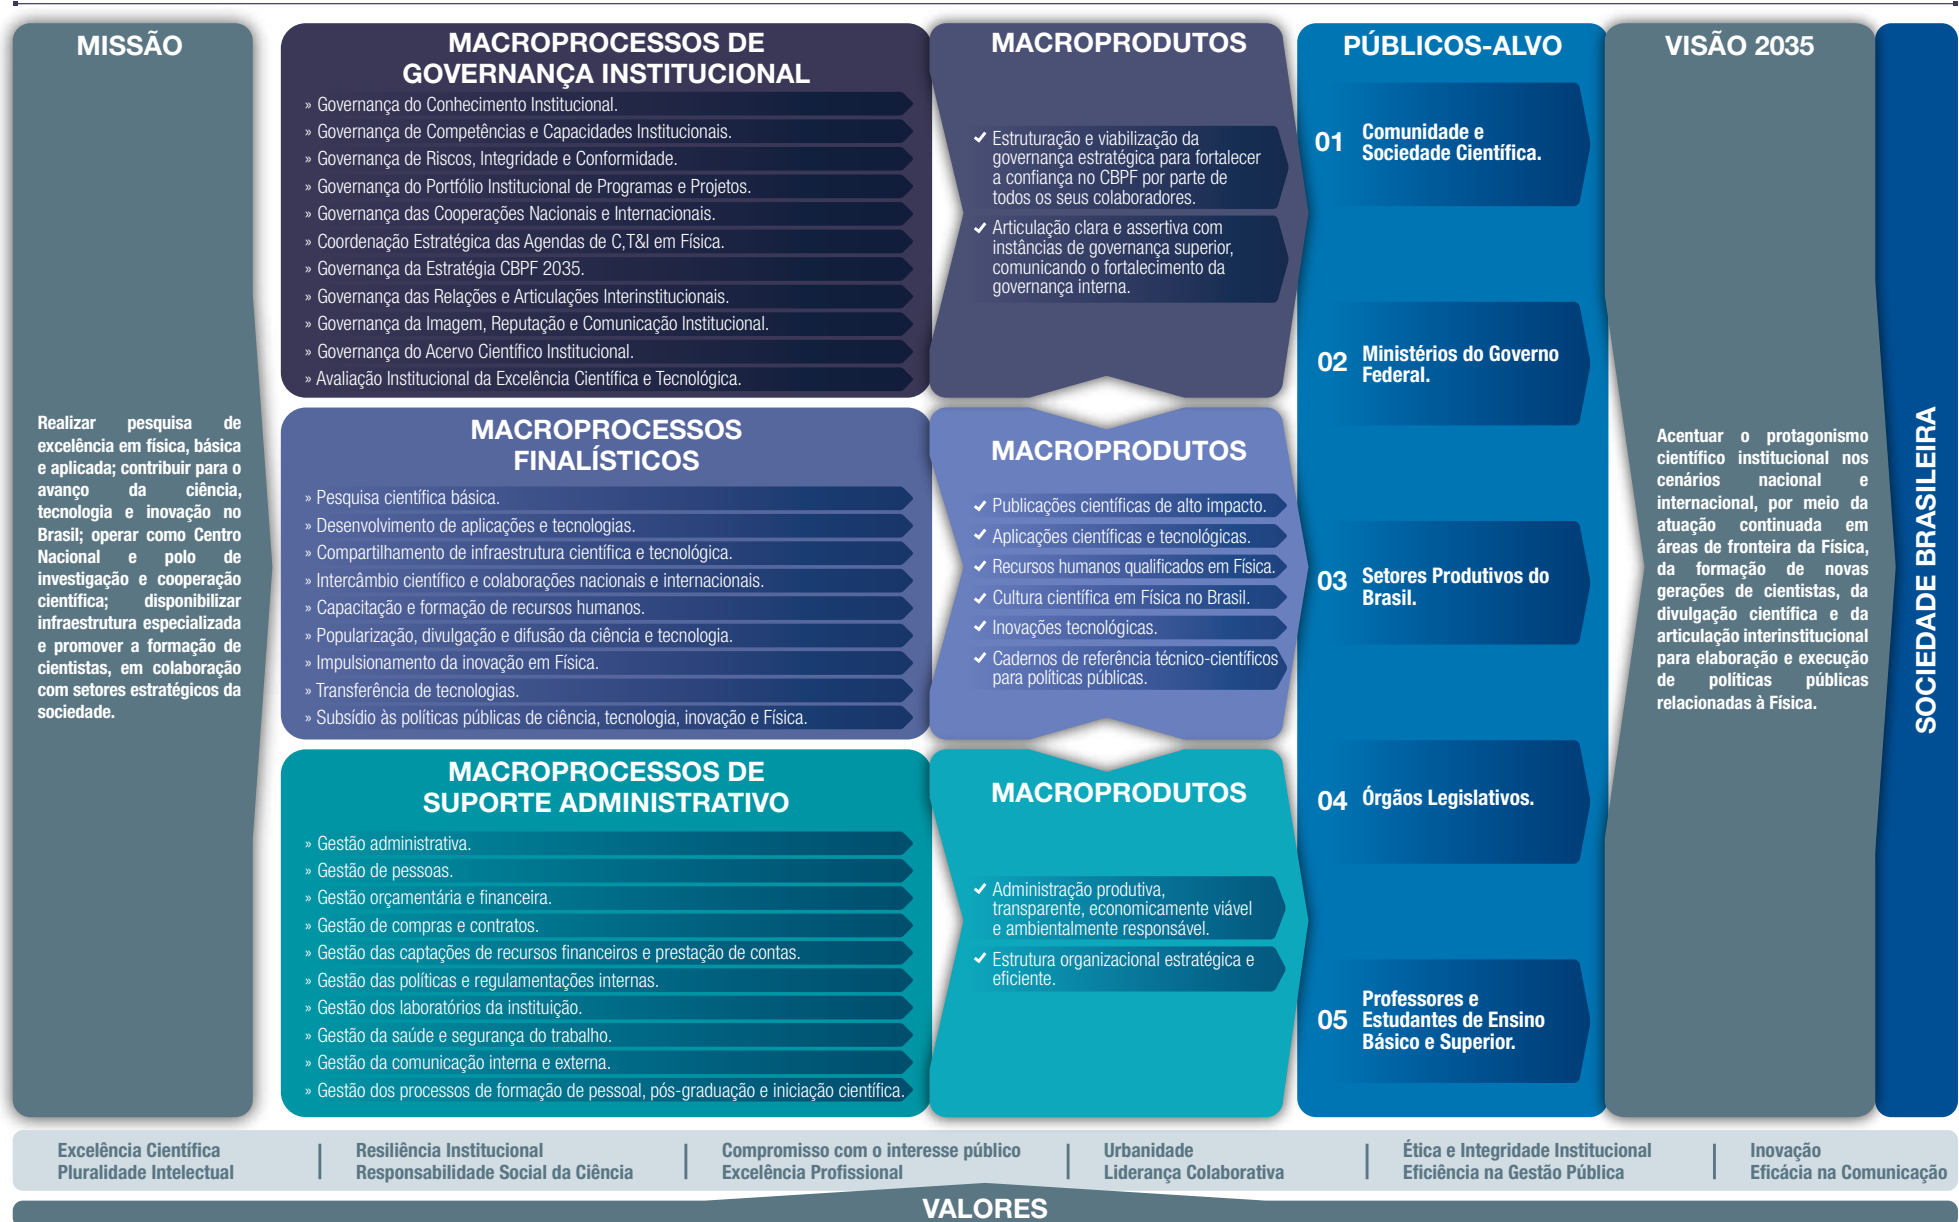 MISSÃO
Realizar pesquisa de
excelência em física, básica
e aplicada; contribuir para o
avanço da ciência,
tecnologia e inovação no
Brasil; operar como Centro
Nacional e polo de
investigação e cooperação
científica; disponibilizar
infraestrutura especializada
e promover a formação de
cientistas, em colaboração
com setores estratégicos da
sociedade.
MACROPROCESSOS DE
GOVERNANÇA INSTITUCIONAL
» Governança do Conhecimento Institucional.
» Governança de Competências e Capacidades Institucionais.
» Governança de Riscos, Integridade e Conformidade.
» Governança do Portfólio Institucional de Programas e Projetos.
» Governança das Cooperações Nacionais e Internacionais.
» Coordenação Estratégica das Agendas de C,T&I em Física.
» Governança da Estratégia CBPF 2035.
» Governança das Relações e Articulações Interinstitucionais.
» Governança da Imagem, Reputação e Comunicação Institucional.
» Governança do Acervo Científico Institucional.
» Avaliação Institucional da Excelência Científica e Tecnológica.
MACROPRODUTOS
✓ Estruturação e viabilização da
governança estratégica para fortalecer
a confiança no CBPF por parte de
todos os seus colaboradores.
✓ Articulação clara e assertiva com
instâncias de governança superior,
comunicando o fortalecimento da
governança interna.
MACROPROCESSOS
FINALÍSTICOS
» Pesquisa científica básica.
» Desenvolvimento de aplicações e tecnologias.
» Compartilhamento de infraestrutura científica e tecnológica.
» Intercâmbio científico e colaborações nacionais e internacionais.
» Capacitação e formação de recursos humanos.
» Popularização, divulgação e difusão da ciência e tecnologia.
» Impulsionamento da inovação em Física.
» Transferência de tecnologias.
» Subsídio às políticas públicas de ciência, tecnologia, inovação e Física.
MACROPRODUTOS
✓ Publicações científicas de alto impacto.
✓ Aplicações científicas e tecnológicas.
✓ Recursos humanos qualificados em Física.
✓ Cultura científica em Física no Brasil.
✓ Inovações tecnológicas.
✓ Cadernos de referência técnico-científicos
para políticas públicas.
MACROPROCESSOS DE
SUPORTE ADMINISTRATIVO
» Gestão administrativa.
» Gestão de pessoas.
» Gestão orçamentária e financeira.
» Gestão de compras e contratos.
» Gestão das captações de recursos financeiros e prestação de contas.
» Gestão das políticas e regulamentações internas.
» Gestão dos laboratórios da instituição.
» Gestão da saúde e segurança do trabalho.
» Gestão da comunicação interna e externa.
» Gestão dos processos de formação de pessoal, pós-graduação e iniciação científica.
MACROPRODUTOS
✓ Administração produtiva,
transparente, economicamente viável
e ambientalmente responsável.
✓ Estrutura organizacional estratégica e
eficiente.
PÚBLICOS-ALVO
01 Comunidade e
Sociedade Científica.
02 Ministérios do Governo
Federal.
03 Setores Produtivos do
Brasil.
04 Órgãos Legislativos.
05 Professores e
Estudantes de Ensino
Básico e Superior.
VISÃO 2035
Acentuar o protagonismo
científico institucional nos
cenários nacional e
internacional, por meio da
atuação continuada em
áreas de fronteira da Física,
da formação de novas
gerações de cientistas, da
divulgação científica e da
articulação interinstitucional
para elaboração e execução
de políticas públicas
relacionadas à Física.
SOCIEDADE BRASILEIRA
Excelência Científica
Pluralidade Intelectual
Resiliência Institucional
Responsabilidade Social da Ciência
Compromisso com o interesse público
Excelência Profissional
Urbanidade
Liderança Colaborativa
Ética e Integridade Institucional
Eficiência na Gestão Pública
Inovação
Eficácia na Comunicação
VALORES